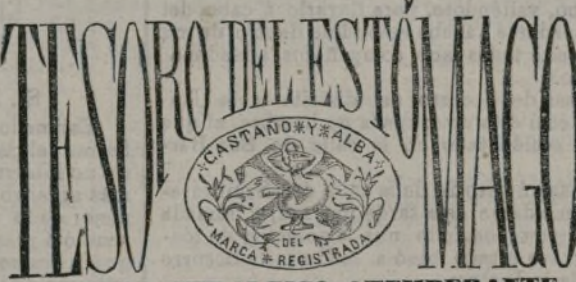 TESORO DEL ESTÓMAGO
CASTAÑO * Y * ALBA
DEL
MARCA * REGISTRADA